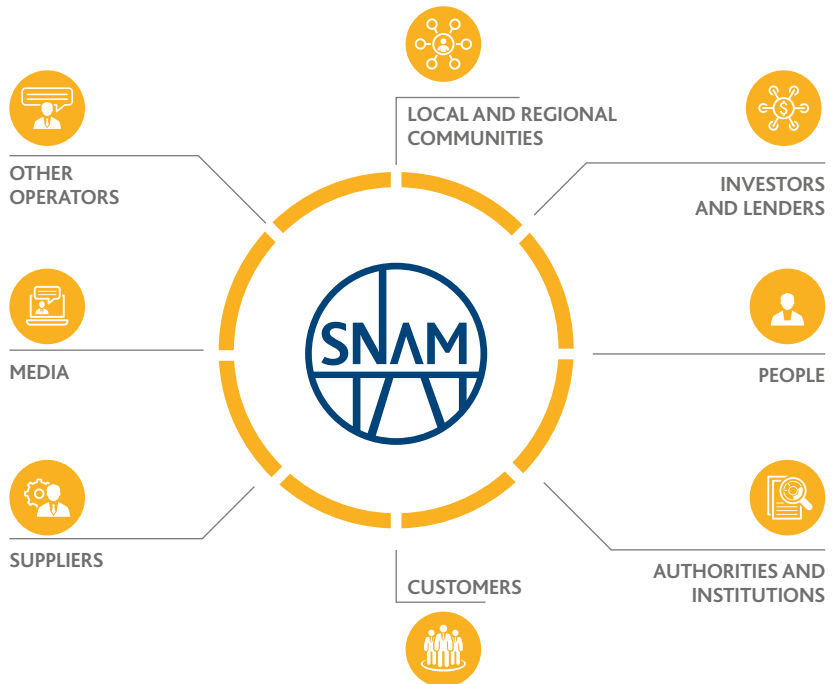 LOCAL AND REGIONAL
COMMUNITIES
OTHER
OPERATORS
INVESTORS
AND LENDERS
SNAM
MEDIA
PEOPLE
SUPPLIERS
CUSTOMERS
AUTHORITIES AND
INSTITUTIONS